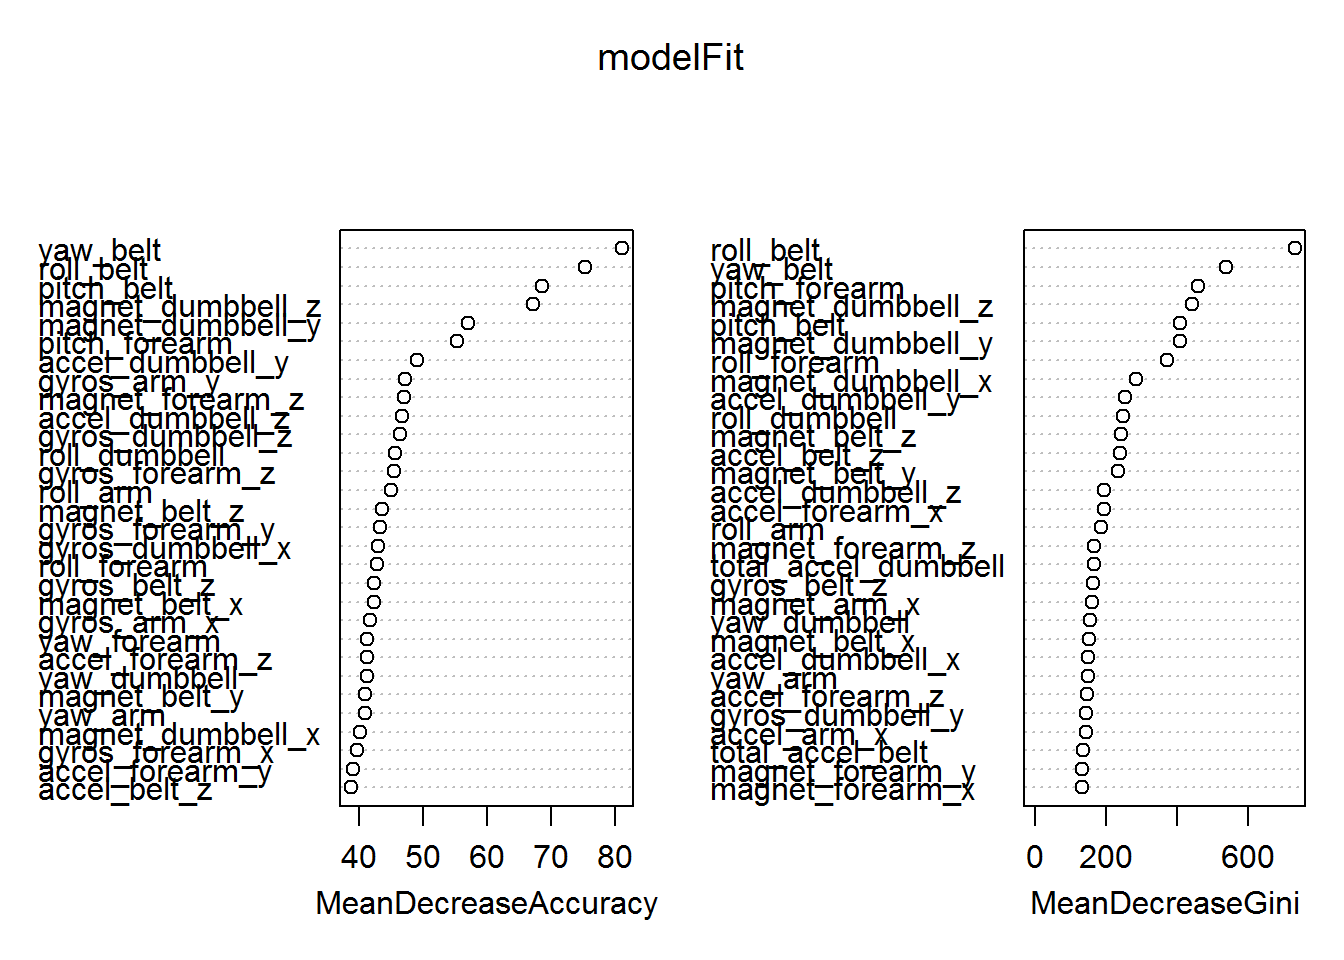 modelFit
yaw_belt
roll_belt
pitch_belt
magnet_dumbbell_z
magnet_dumbbell_y
pitch_forearm
accel_dumbbell_y
gyros_arm_y
magnet_forearm_z
accel_dumbbell_z
gyros_dumbbell_z
roll_dumbbell
gyros_forearm_z
roll_arm
magnet_belt_z
gyros_forearm_y
gyros_dumbbell_x
roll_forearm
gyros_belt_z
magnet_belt_x
gyros_arm_x
yaw_forearm
accel_forearm_z
yaw_dumbbell
magnet_belt_y
yaw_arm
magnet_dumbbell_x
gyros_forearm_x
accel_forearm_y
accel_belt_z
40 50 60 70 80
MeanDecreaseAccuracy
roll_belt
yaw_belt
pitch_forearm
magnet_dumbbell_z
pitch_belt
magnet_dumbbell_y
roll_forearm
magnet_dumbbell_x
accel_dumbbell_y
roll_dumbbell
magnet_belt_z
accel_belt_z
magnet_belt_y
accel_dumbbell_z
accel_forearm_x
roll_arm
magnet_forearm_z
total_accel_dumbbell
gyros_belt_z
magnet_arm_x
yaw_dumbbell
magnet_belt_x
accel_dumbbell_x
yaw_arm
accel_forearm_z
gyros_dumbbell_y
accel_arm_x
total_accel_belt
magnet_forearm_y
magnet_forearm_x
0 200 600
MeanDecreaseGini